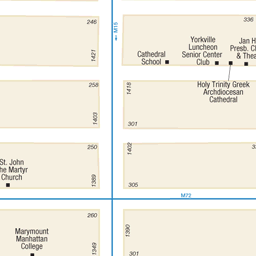 246
1421
M15
336
Cathedral
School
Yorkville
Luncheon
Senior Center
Club
Jan H
Presb. C
& Thea
Holy Trinity Greek
Archdiocesan
Cathedral
258
1403
1418
301
250
1389
1402
305
St. John
he Martyr
Church
M72
260
1349
1390
301
Marymount
Manhattan
College